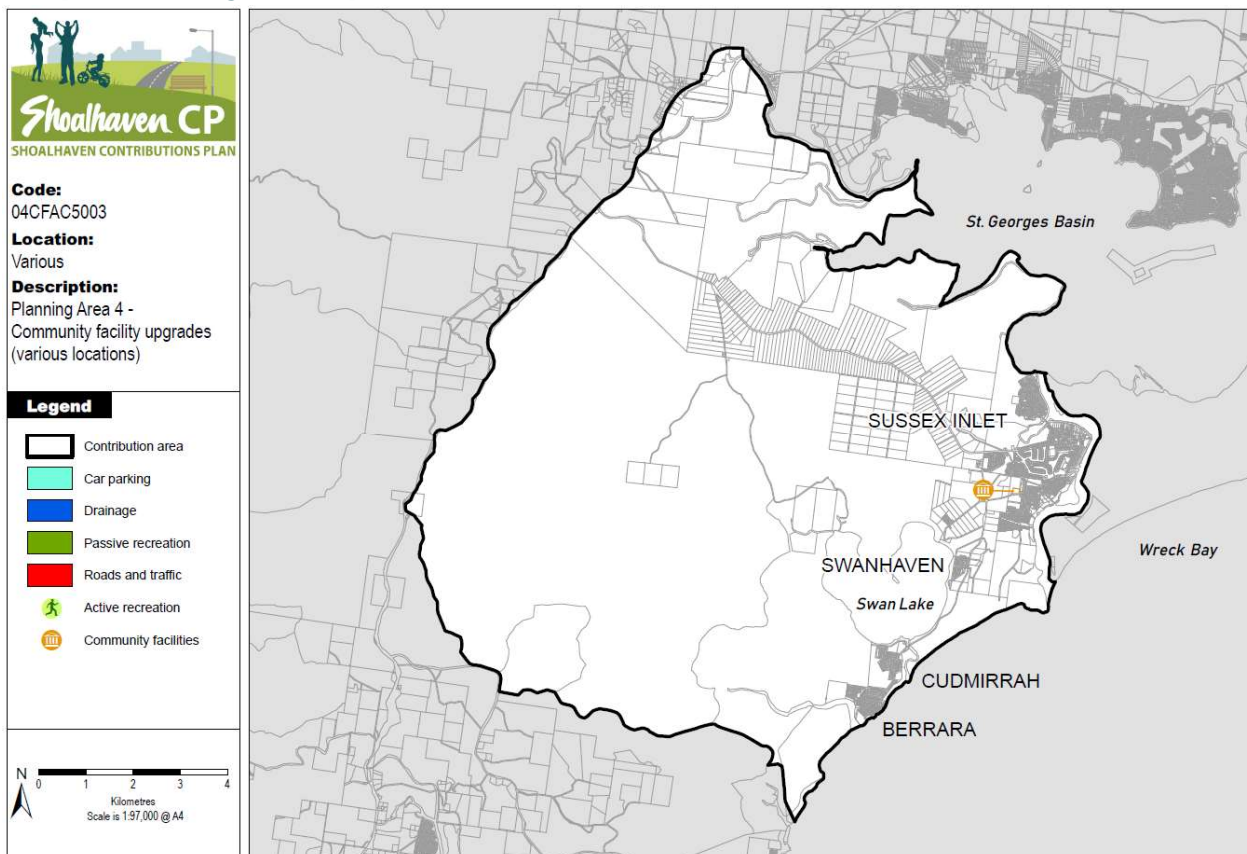 Shoalhaven CP
SHOALHAVEN CONTRIBUTIONS PLAN
Code:
04CFAC5003
Location:
Various
Description:
Planning Area 4 -
Community facility upgrades
(various locations)
Legend
Contribution area
Car parking
Drainage
Passive recreation
Roads and traffic
Active recreation
Community facilities
N
0 1 2 3 4
Kilometres
Scale is 1:97,000 @ A4
St. Georges Basin
SUSSEX INLET
Wreck Bay
SWANHAVEN
Swan Lake
CUDMIRRAH
BERRARA